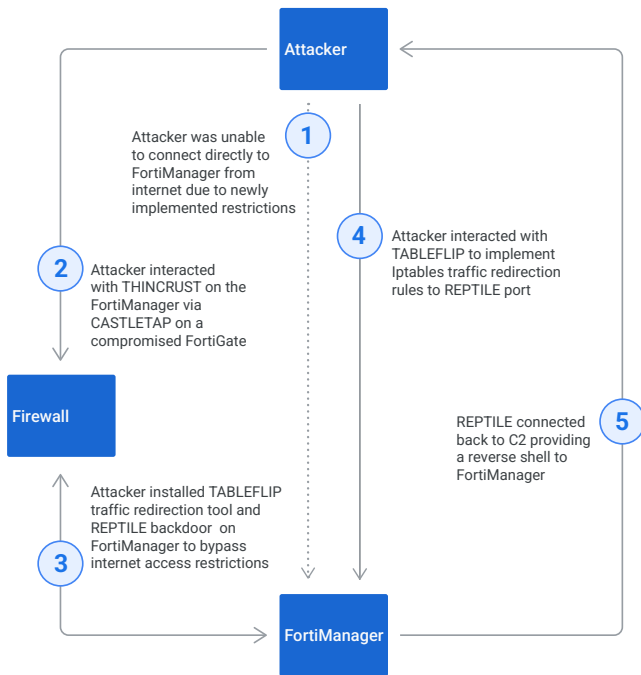 Attacker
1
Attacker was unable
to connect directly to
FortiManager from
internet due to newly
implemented restrictions
2
Attacker interacted
with THINCRUST on the
FortiManager via
CASTLETAP on a
compromised FortiGate
4
Attacker interacted with
TABLEFLIP to implement
Iptables traffic redirection
rules to REPTILE port
Firewall
3
Attacker installed TABLEFLIP
traffic redirection tool and
REPTILE backdoor on
FortiManager to bypass
internet access restrictions
5
REPTILE connected
back to C2 providing
a reverse shell to
FortiManager
FortiManager